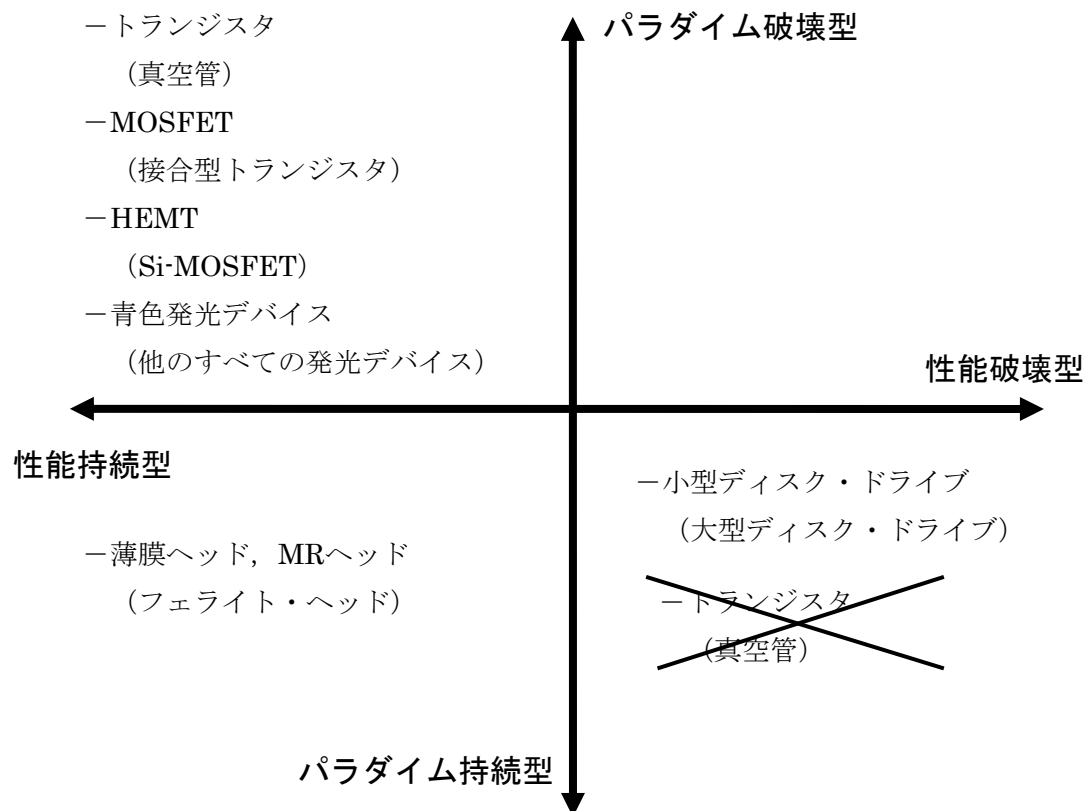 パラダイム破壊型
－トランジスタ
（真空管）
－MOSFET
（接合型トランジスタ）
－HEMT
（Si-MOSFET）
－青色発光デバイス
（他のすべての発光デバイス）
性能破壊型
性能持続型
－小型ディスク・ドライブ
（大型ディスク・ドライブ）
－薄膜ヘッド，MRヘッド
（フェライト・ヘッド）
－トランジスタ
（真空管）
パラダイム持続型